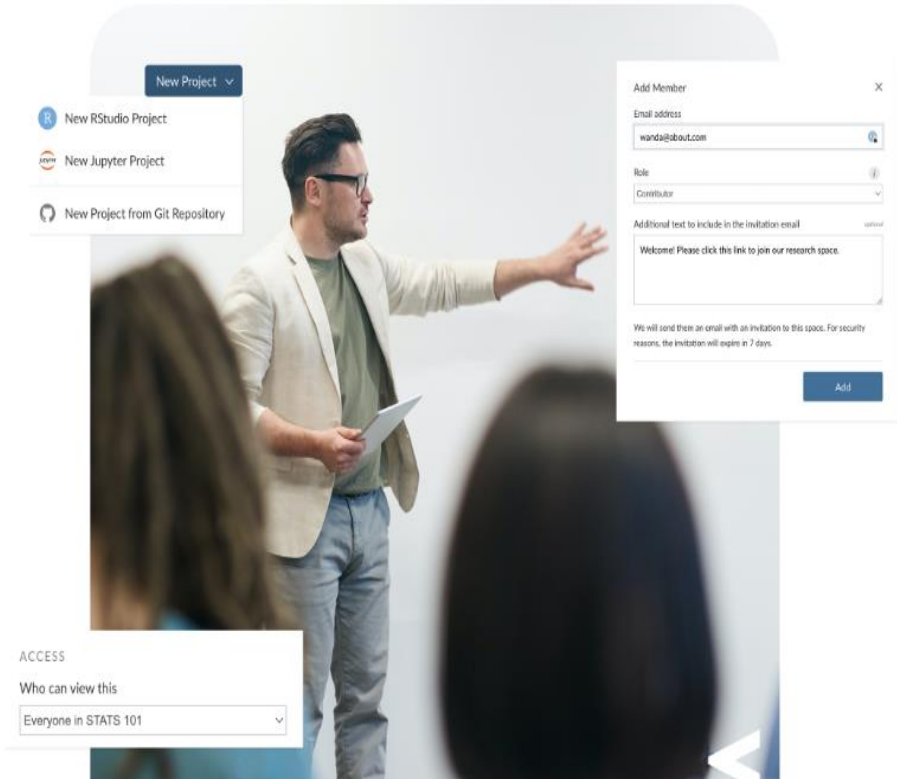 New Project
R
New RStudio Project
New Jupyter Project
New Project from Git Repository
Add Member
X
Email address
wanda@about.com
Role
i
Contributor
Additional text to include in the invitation email
optional
Welcome! Please click this link to join our research space.
We will send them an email with an invitation to this space. For security
reasons, the invitation will expire in 7 days.
Add
ACCESS
Who can view this
Everyone in STATS 101